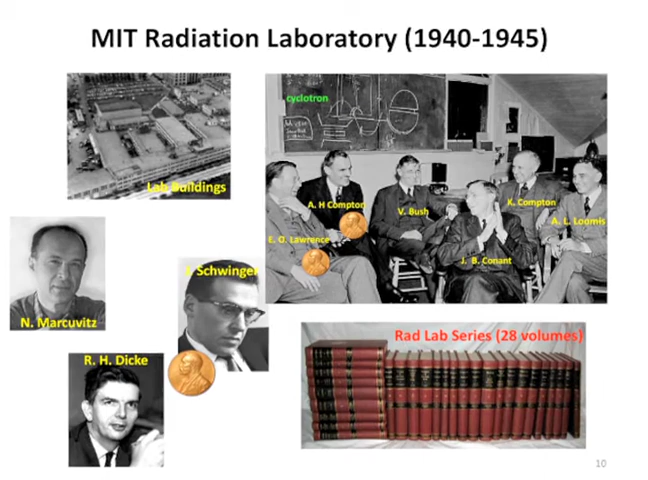 MIT Radiation Laboratory (1940-1945)
cyclotron
Lab Buildings
A. H Compton
K. Compton
V. Bush
A. L. Loomis
E. O. Lawrence
J. B. Conant
J. Schwinger
N. Marcuvitz
Rad Lab Series (28 volumes)
R. H. Dicke
10